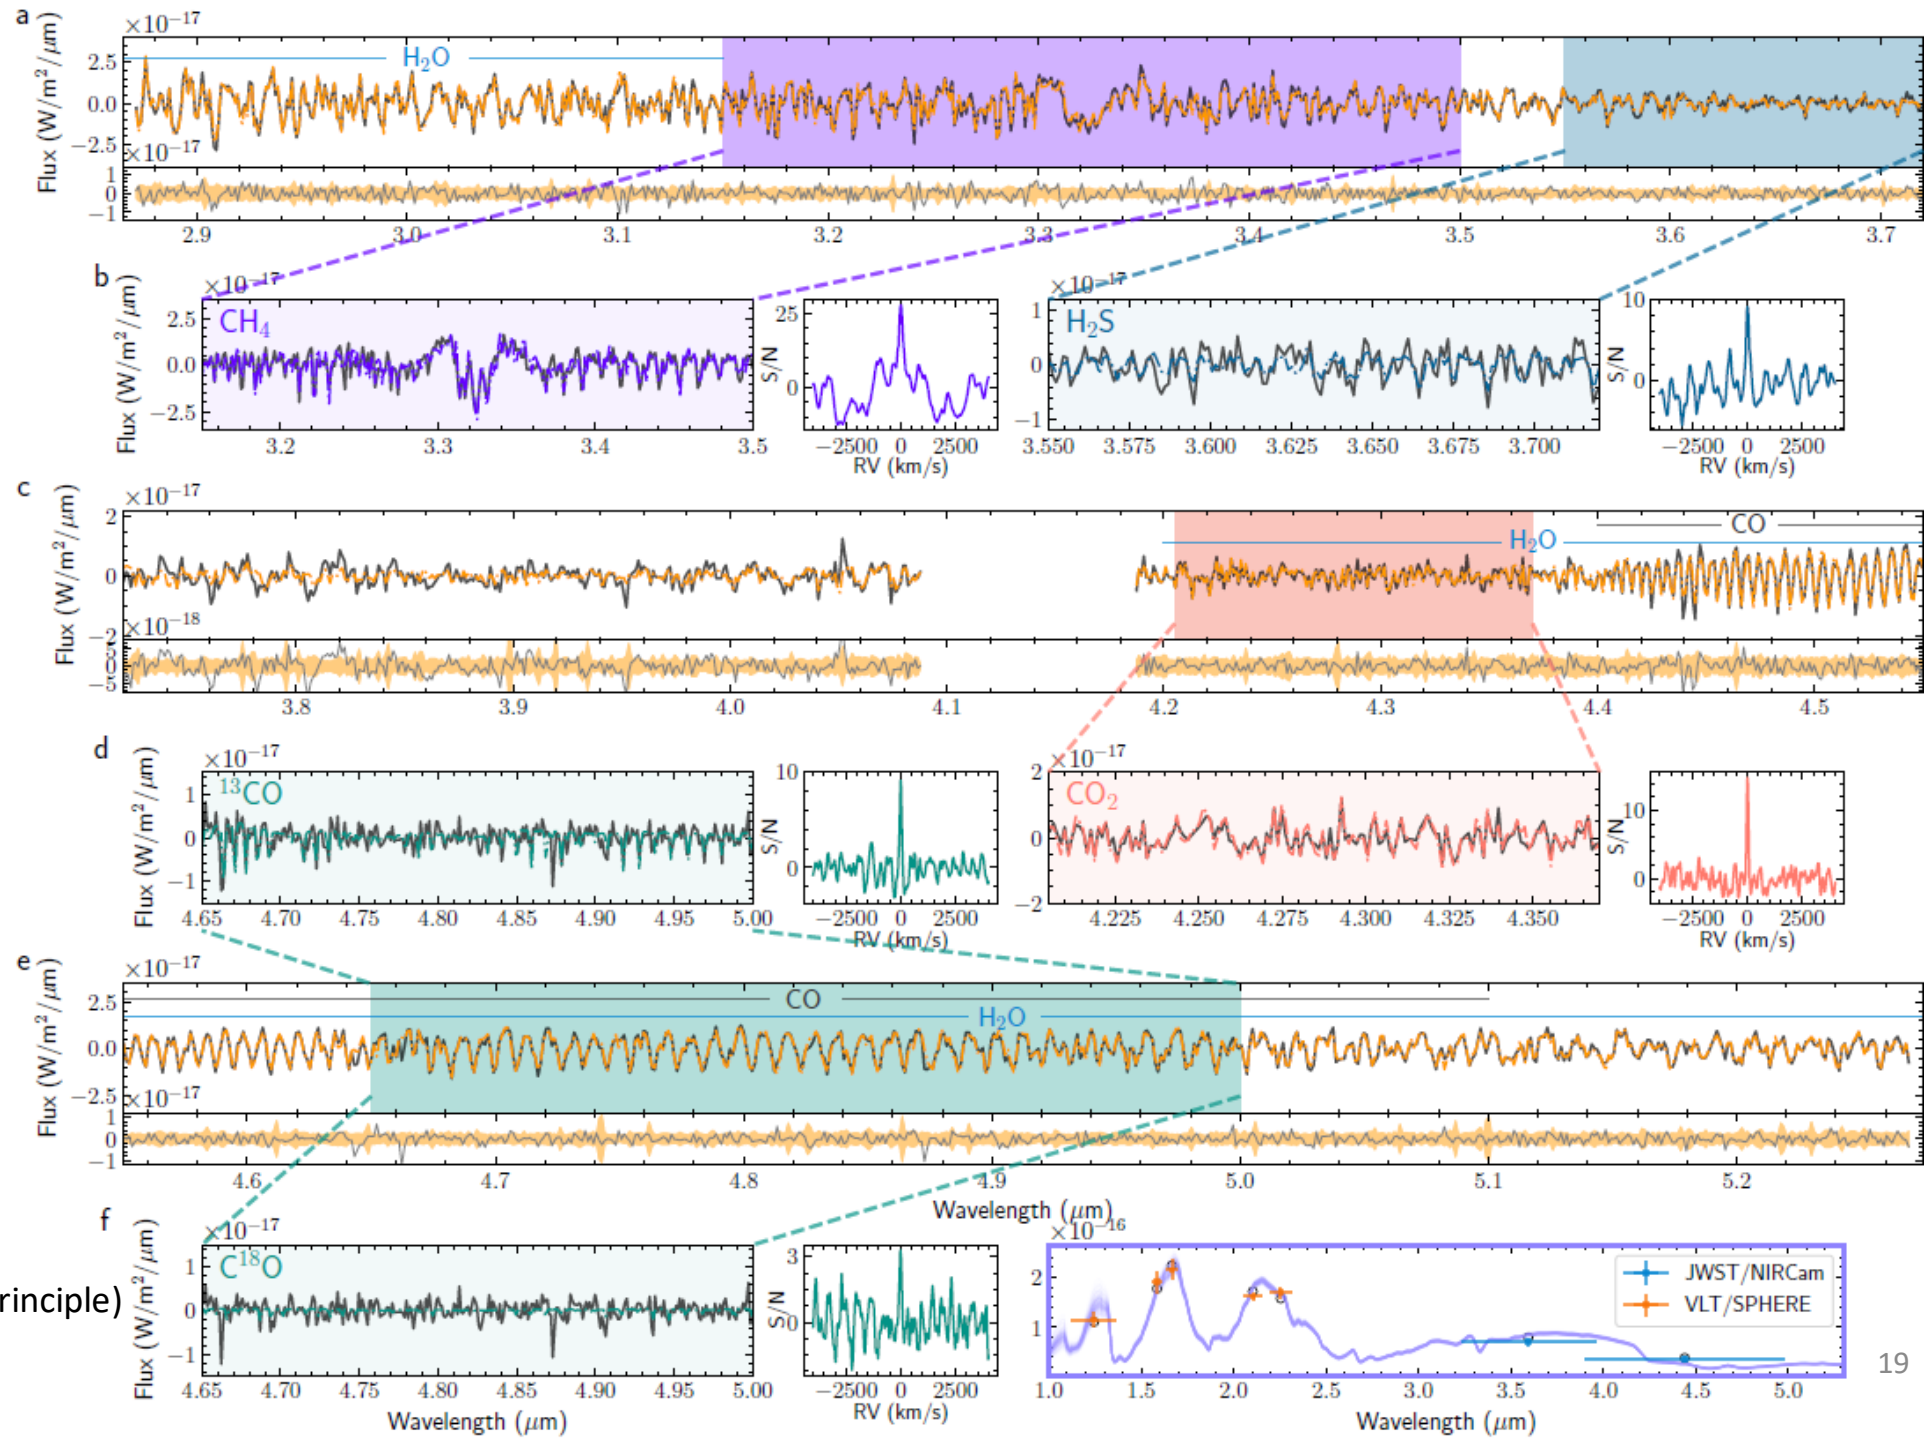 a
×10⁻¹⁷
Flux (W/m²/μm)
2.5
0.0
−2.5
H₂O
×10⁻¹⁷
1
0
−1
2.9 3.0 3.1 3.2 3.3 3.4 3.5 3.6 3.7
b
×10⁻¹⁷
Flux (W/m²/μm)
2.5
0.0
−2.5
CH₄
3.2 3.3 3.4 3.5
S/N
25
0
−2500 0 2500
RV (km/s)
×10⁻¹⁷
1
0
−1
H₂S
3.550 3.575 3.600 3.625 3.650 3.675 3.700
S/N
10
0
−2500 0 2500
RV (km/s)
c
×10⁻¹⁷
Flux (W/m²/μm)
2
0
−2
CO
H₂O
×10⁻¹⁸
5
0
−5
3.8 3.9 4.0 4.1 4.2 4.3 4.4 4.5
d
×10⁻¹⁷
Flux (W/m²/μm)
1
0
−1
¹³CO
4.65 4.70 4.75 4.80 4.85 4.90 4.95 5.00
S/N
10
0
−2500 0 2500
RV (km/s)
×10⁻¹⁷
2
0
−2
CO₂
4.225 4.250 4.275 4.300 4.325 4.350
S/N
10
0
−2500 0 2500
RV (km/s)
e
×10⁻¹⁷
Flux (W/m²/μm)
2.5
0.0
−2.5
CO
H₂O
×10⁻¹⁷
1
0
−1
4.6 4.7 4.8 4.9 5.0 5.1 5.2
Wavelength (μm)
f
×10⁻¹⁷
Flux (W/m²/μm)
1
0
−1
C¹⁸O
4.65 4.70 4.75 4.80 4.85 4.90 4.95 5.00
Wavelength (μm)
S/N
3
0
−2500 0 2500
RV (km/s)
×10⁻¹⁶
2
1
JWST/NIRCam
VLT/SPHERE
1.0 1.5 2.0 2.5 3.0 3.5 4.0 4.5 5.0
Wavelength (μm)
rinciple)
19